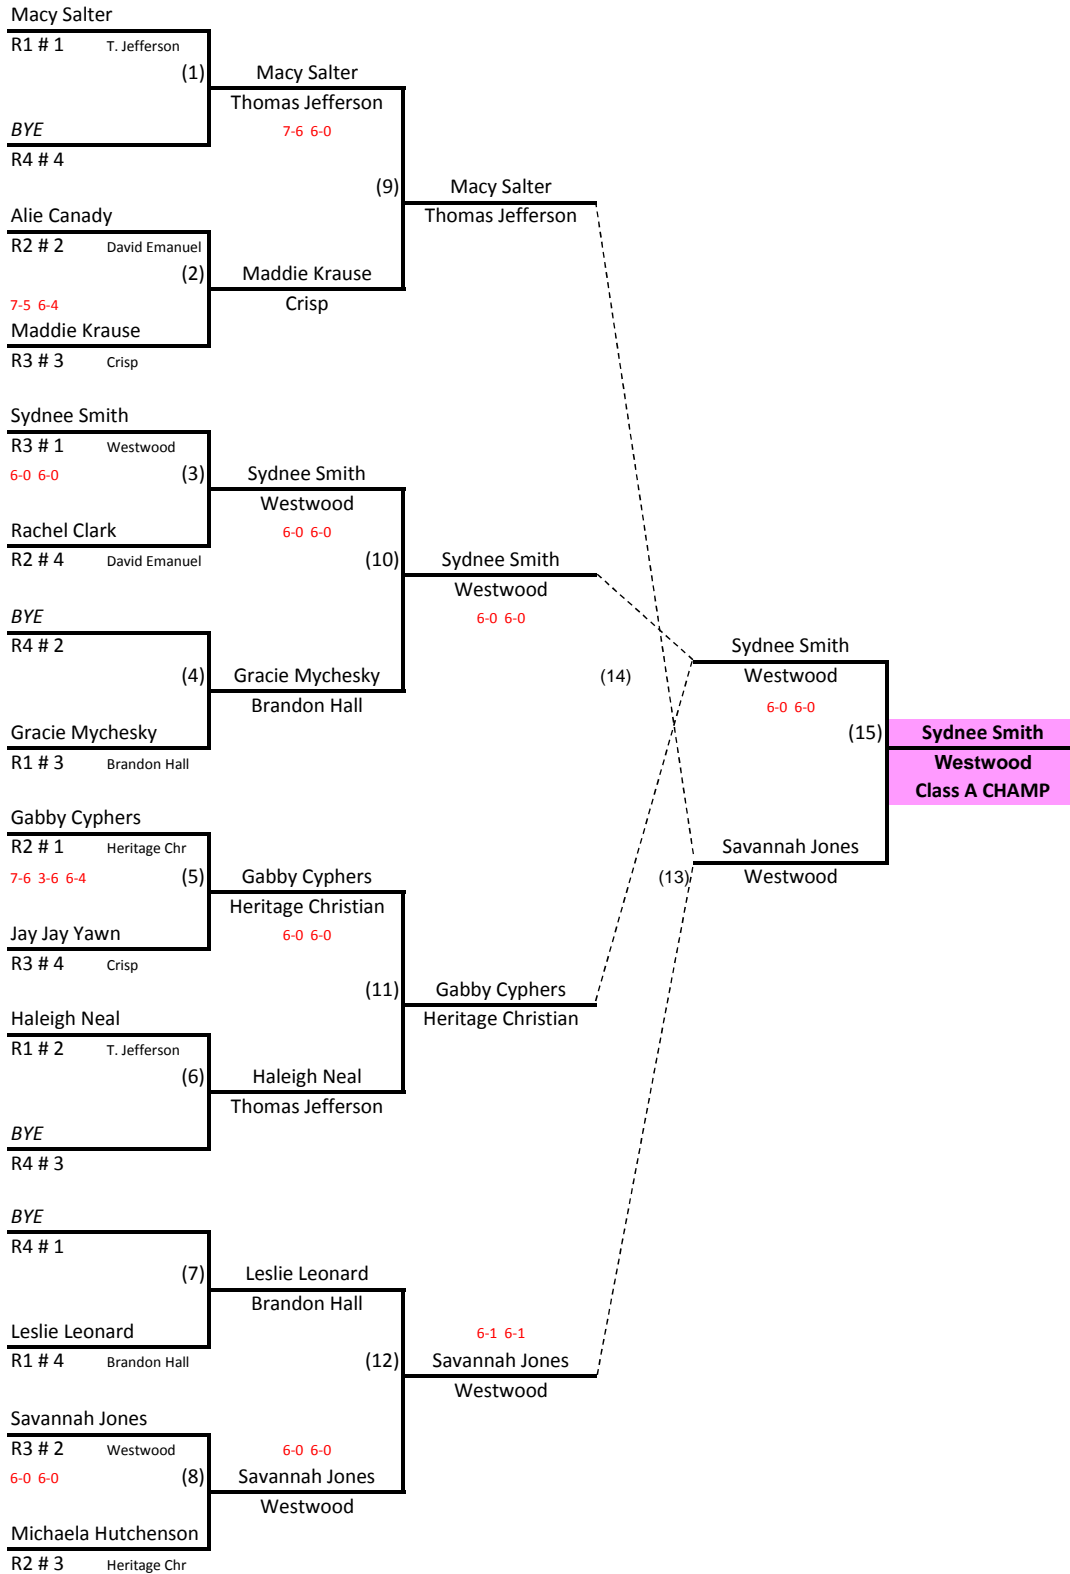 Macy Salter
R1 # 1 T. Jefferson
(1) Macy Salter
Thomas Jefferson
BYE
7-6 6-0
R4 # 4
(9) Macy Salter
Alie Canady
Thomas Jefferson
R2 # 2 David Emanuel
(2) Maddie Krause
7-5 6-4
Crisp
Maddie Krause
R3 # 3 Crisp
Sydnee Smith
R3 # 1 Westwood
6-0 6-0 (3) Sydnee Smith
Westwood
Rachel Clark
6-0 6-0
R2 # 4 David Emanuel
(10) Sydnee Smith
Westwood
BYE
6-0 6-0
R4 # 2
Sydnee Smith
(4) Gracie Mychesky
(14)
Westwood
Brandon Hall
6-0 6-0
Gracie Mychesky
(15) Sydnee Smith
R1 # 3 Brandon Hall
Westwood
Class A CHAMP
Gabby Cyphers
R2 # 1 Heritage Chr
Savannah Jones
7-6 3-6 6-4 (5) Gabby Cyphers
(13)
Westwood
Heritage Christian
Jay Jay Yawn
6-0 6-0
R3 # 4 Crisp
(11) Gabby Cyphers
Haleigh Neal
Heritage Christian
R1 # 2 T. Jefferson
(6) Haleigh Neal
Thomas Jefferson
BYE
R4 # 3
BYE
R4 # 1
(7) Leslie Leonard
Brandon Hall
Leslie Leonard
6-1 6-1
R1 # 4 Brandon Hall
(12) Savannah Jones
Westwood
Savannah Jones
R3 # 2 Westwood
6-0 6-0
6-0 6-0 (8) Savannah Jones
Westwood
Michaela Hutchenson
R2 # 3 Heritage Chr